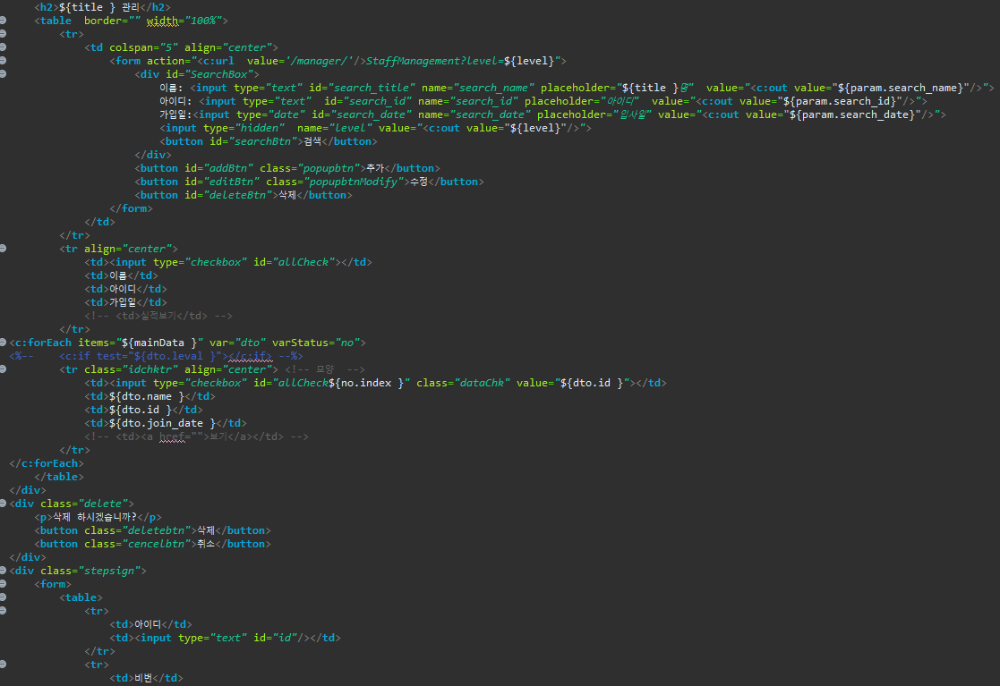 <h2>${title } 관리</h2>
<table  border="" width="100%">
<tr>
<td colspan="5" align="center">
<form action="<c:url  value='/manager/'/>StaffManagement?level=${level}">
<div id="SearchBox">
이름: <input type="text" id="search_title" name="search_name" placeholder="${title }명"  value="<c:out value="${param.search_name}"/>">
아이디: <input type="text"  id="search_id" name="search_id" placeholder="아이디"  value="<c:out value="${param.search_id}"/>">
가입일:<input type="date" id="search_date" name="search_date" placeholder="입사일" value="<c:out value="${param.search_date}"/>">
<input type="hidden"  name="level" value="<c:out value="${level}"/>">
<button id="searchBtn">검색</button>
</div>
<button id="addBtn" class="popupbtn">추가</button>
<button id="editBtn" class="popupbtnModify">수정</button>
<button id="deleteBtn">삭제</button>
</form>
</td>
</tr>
<tr align="center">
<td><input type="checkbox" id="allCheck"></td>
<td>이름</td>
<td>아이디</td>
<td>가입일</td>
<!-- <td>실적보기</td> -->
</tr>
<c:forEach items="${mainData }" var="dto" varStatus="no">
<%--    <c:if test="${dto.leval }"></c:if> --%>
<tr class="idchktr" align="center"> <!-- 모양  -->
<td><input type="checkbox" id="allCheck${no.index }" class="dataChk" value="${dto.id }"></td>
<td>${dto.name }</td>
<td>${dto.id }</td>
<td>${dto.join_date }</td>
<!-- <td><a href="">보기</a></td> -->
</tr>
</c:forEach>
</table>
</div>
<div class="delete">
<p>삭제 하시겠습니까?</p>
<button class="deletebtn">삭제</button>
<button class="cencelbtn">취소</button>
</div>
<div class="stepsign">
<form>
<table>
<tr>
<td>아이디</td>
<td><input type="text" id="id"/></td>
</tr>
<tr>
<td>비번</td>